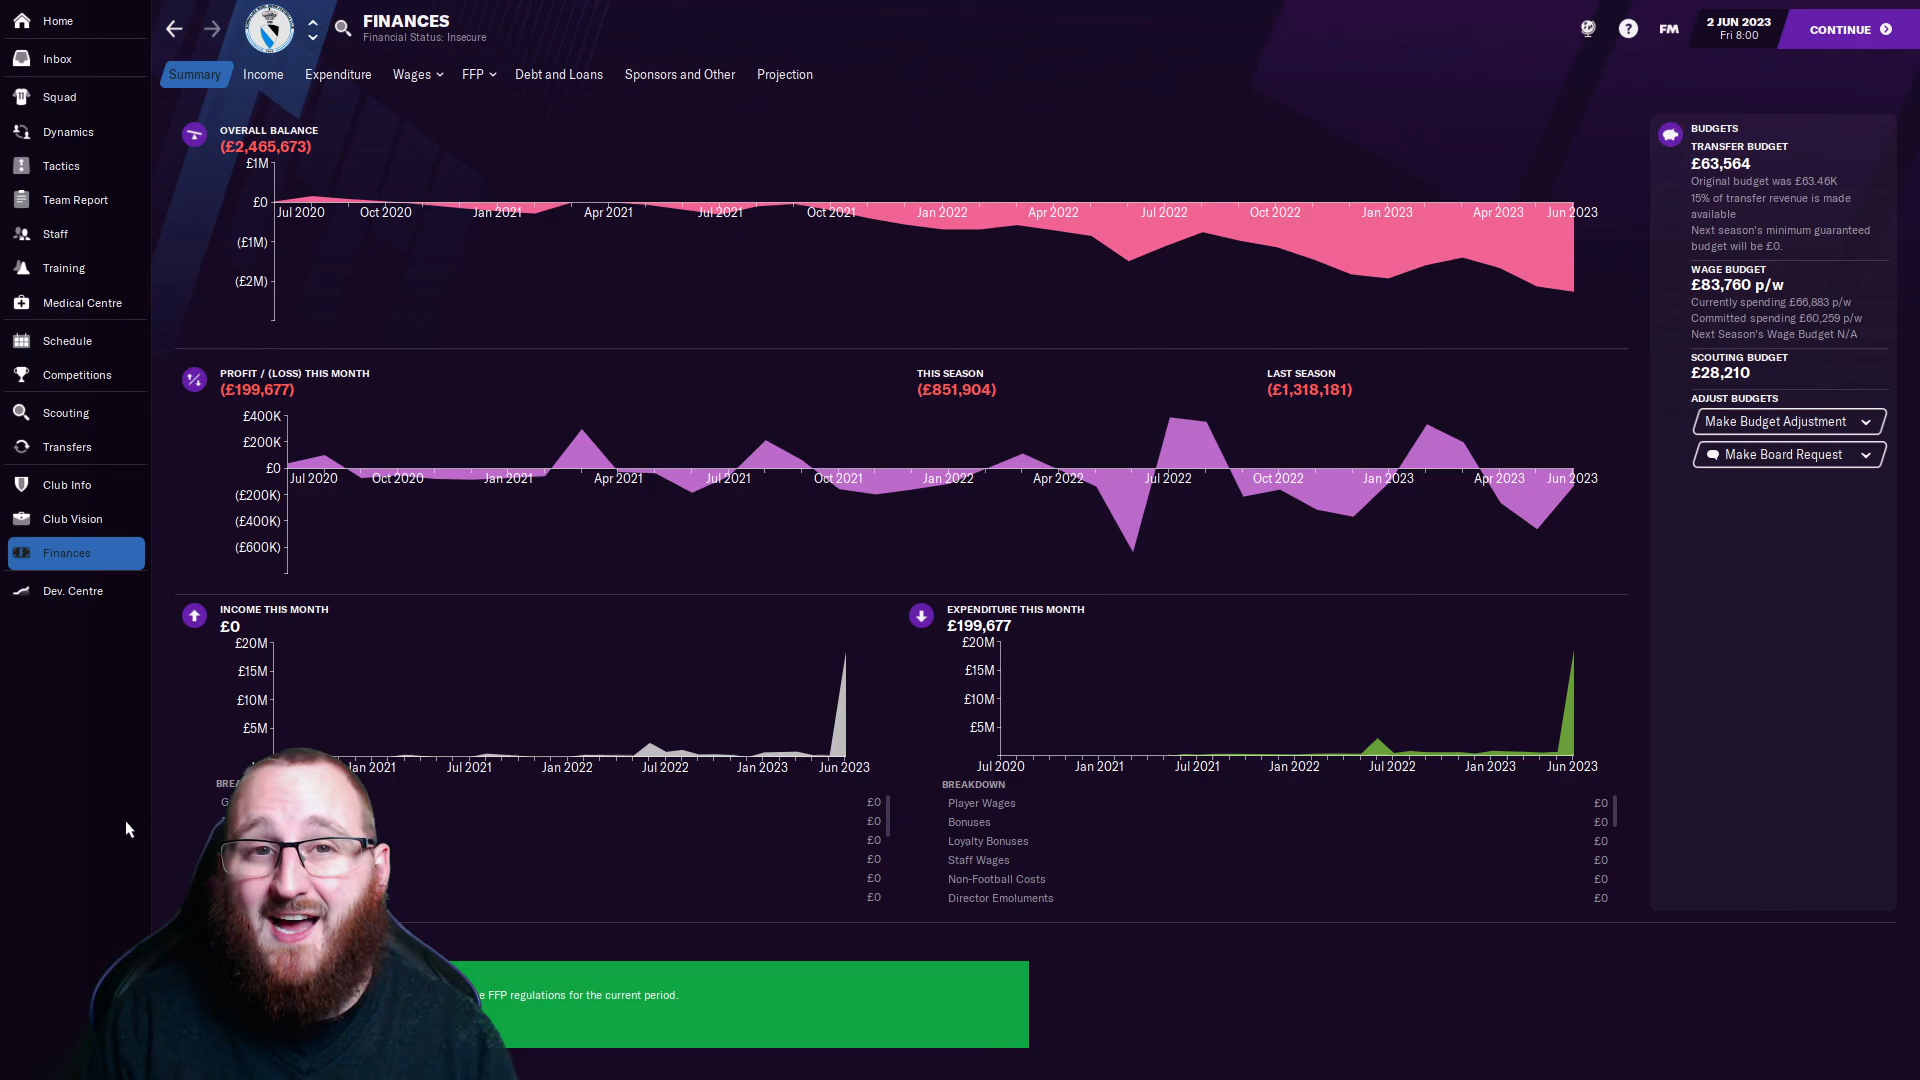 Home
Inbox
Squad
Dynamics
Tactics
Team Report
Staff
Training
Medical Centre
Schedule
Competitions
Scouting
Transfers
Club Info
Club Vision
Finances
Dev. Centre
FINANCES
Financial Status: Insecure
FM
2 JUN 2023
Fri 8:00
CONTINUE
Summary
Income
Expenditure
Wages
FFP
Debt and Loans
Sponsors and Other
Projection
OVERALL BALANCE
(£2,465,673)
£1M
£0
(£1M)
(£2M)
Jul 2020 Oct 2020 Jan 2021 Apr 2021 Jul 2021 Oct 2021 Jan 2022 Apr 2022 Jul 2022 Oct 2022 Jan 2023 Apr 2023 Jun 2023
PROFIT / (LOSS) THIS MONTH
(£199,677)
THIS SEASON
(£851,904)
LAST SEASON
(£1,318,181)
£400K
£200K
£0
(£200K)
(£400K)
(£600K)
Jul 2020 Oct 2020 Jan 2021 Apr 2021 Jul 2021 Oct 2021 Jan 2022 Apr 2022 Jul 2022 Oct 2022 Jan 2023 Apr 2023 Jun 2023
INCOME THIS MONTH
£0
£20M
£15M
£10M
£5M
Jan 2021 Jul 2021 Jan 2022 Jul 2022 Jan 2023 Jun 2023
£0
£0
£0
£0
£0
£0
EXPENDITURE THIS MONTH
£199,677
£20M
£15M
£10M
£5M
Jul 2020 Jan 2021 Jul 2021 Jan 2022 Jul 2022 Jan 2023 Jun 2023
BREAKDOWN
Player Wages £0
Bonuses £0
Loyalty Bonuses £0
Staff Wages £0
Non-Football Costs £0
Director Emoluments £0
FFP regulations for the current period.
BUDGETS
TRANSFER BUDGET
£63,564
Original budget was £63.46K
15% of transfer revenue is made
available
Next season's minimum guaranteed
budget will be £0.
WAGE BUDGET
£83,760 p/w
Currently spending £66,883 p/w
Committed spending £60,259 p/w
Next Season's Wage Budget N/A
SCOUTING BUDGET
£28,210
ADJUST BUDGETS
Make Budget Adjustment
Make Board Request